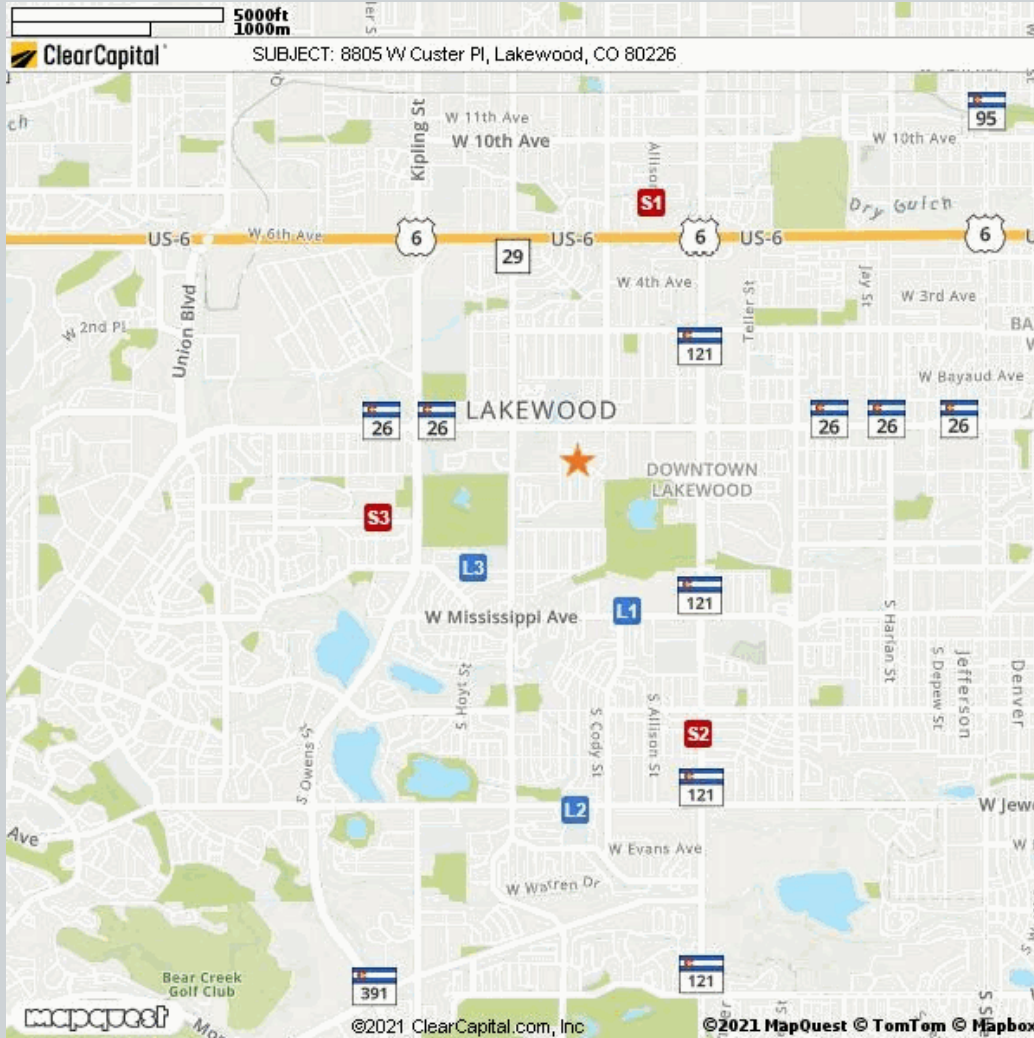 5000ft
1000m
ClearCapital
SUBJECT: 8805 W Custer Pl, Lakewood, CO 80226
W 11th Ave
W 10th Ave
Kipling St
W 10th Ave
95
S1
Dry Gulch
US-6
W 6th Ave
6
US-6
6
US-6
6
29
W 4th Ave
Jay St
W 3rd Ave
Teller St
W 2nd Pl
Union Blvd
121
W Bayaud Ave
LAKEWOOD
26
26
26
26
26
DOWNTOWN
LAKEWOOD
S3
L3
121
L1
W Mississippi Ave
S Harlan St
S Depew St
Jefferson
Denver
S Hoyt St
S Cody St
S Allison St
S Owens St
S2
121
L2
W Jew
Ave
W Evans Ave
W Warren Dr
Bear Creek
Golf Club
391
121
mapquest
©2021 ClearCapital.com, Inc
©2021 MapQuest © TomTom © Mapbox